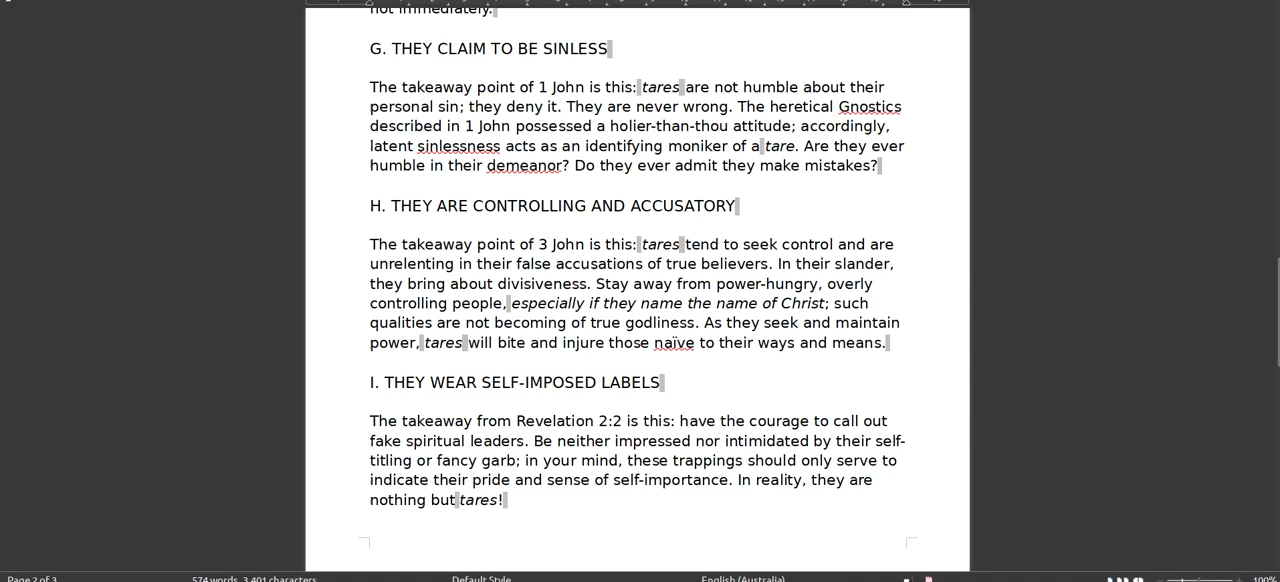 not immediately.
G. THEY CLAIM TO BE SINLESS
The takeaway point of 1 John is this: tares are not humble about their
personal sin; they deny it. They are never wrong. The heretical Gnostics
described in 1 John possessed a holier-than-thou attitude; accordingly,
latent sinlessness acts as an identifying moniker of a tare. Are they ever
humble in their demeanor? Do they ever admit they make mistakes?
H. THEY ARE CONTROLLING AND ACCUSATORY
The takeaway point of 3 John is this: tares tend to seek control and are
unrelenting in their false accusations of true believers. In their slander,
they bring about divisiveness. Stay away from power-hungry, overly
controlling people, especially if they name the name of Christ; such
qualities are not becoming of true godliness. As they seek and maintain
power, tares will bite and injure those naïve to their ways and means.
I. THEY WEAR SELF-IMPOSED LABELS
The takeaway from Revelation 2:2 is this: have the courage to call out
fake spiritual leaders. Be neither impressed nor intimidated by their self-
titling or fancy garb; in your mind, these trappings should only serve to
indicate their pride and sense of self-importance. In reality, they are
nothing but tares!
Page 2 of 3 574 words, 3,401 characters Default Style English (Australia) 100%